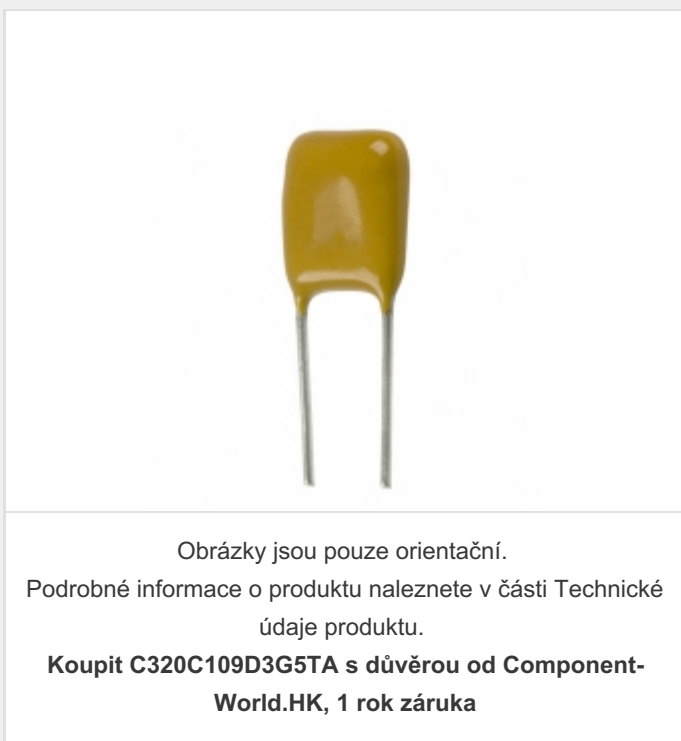 Obrázky jsou pouze orientační.
Podrobné informace o produktu naleznete v části Technické
údaje produktu.
Koupit C320C109D3G5TA s důvěrou od Component-
World.HK, 1 rok záruka